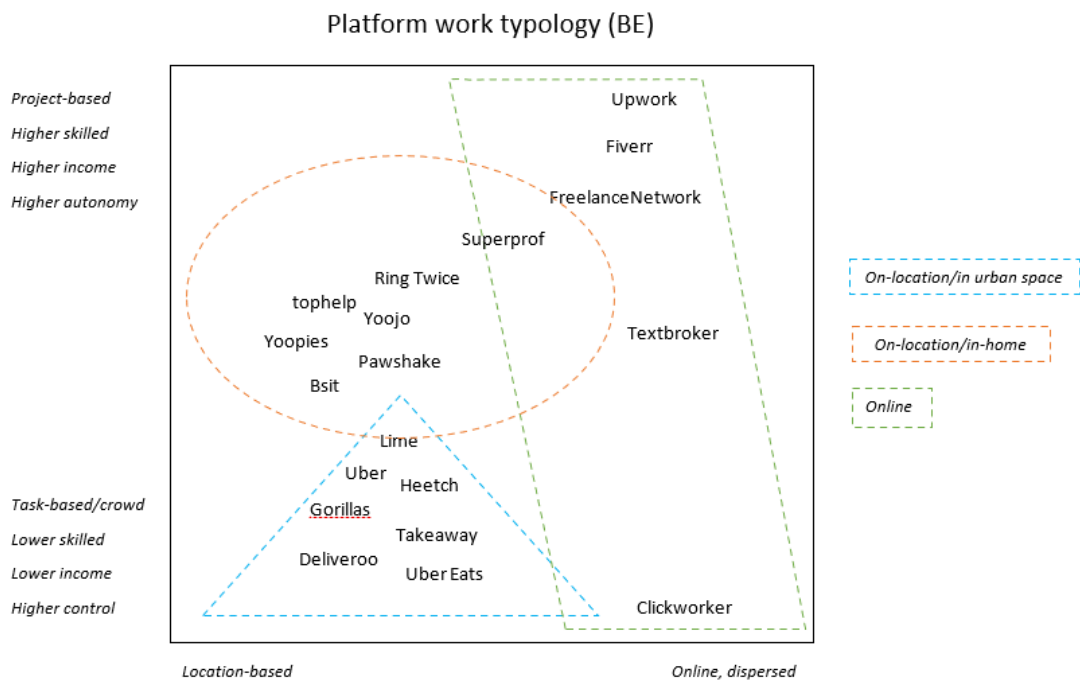 Platform work typology (BE)
Project-based
Higher skilled
Higher income
Higher autonomy
Upwork
Fiverr
FreelanceNetwork
Superprof
Ring Twice
tophelp
Yoojo
Yoopies
Pawshake
Bsit
Textbroker
Lime
Uber
Heetch
Gorillas
Takeaway
Deliveroo
Uber Eats
Clickworker
Task-based/crowd
Lower skilled
Lower income
Higher control
Location-based
Online, dispersed
On-location/in urban space
On-location/in-home
Online